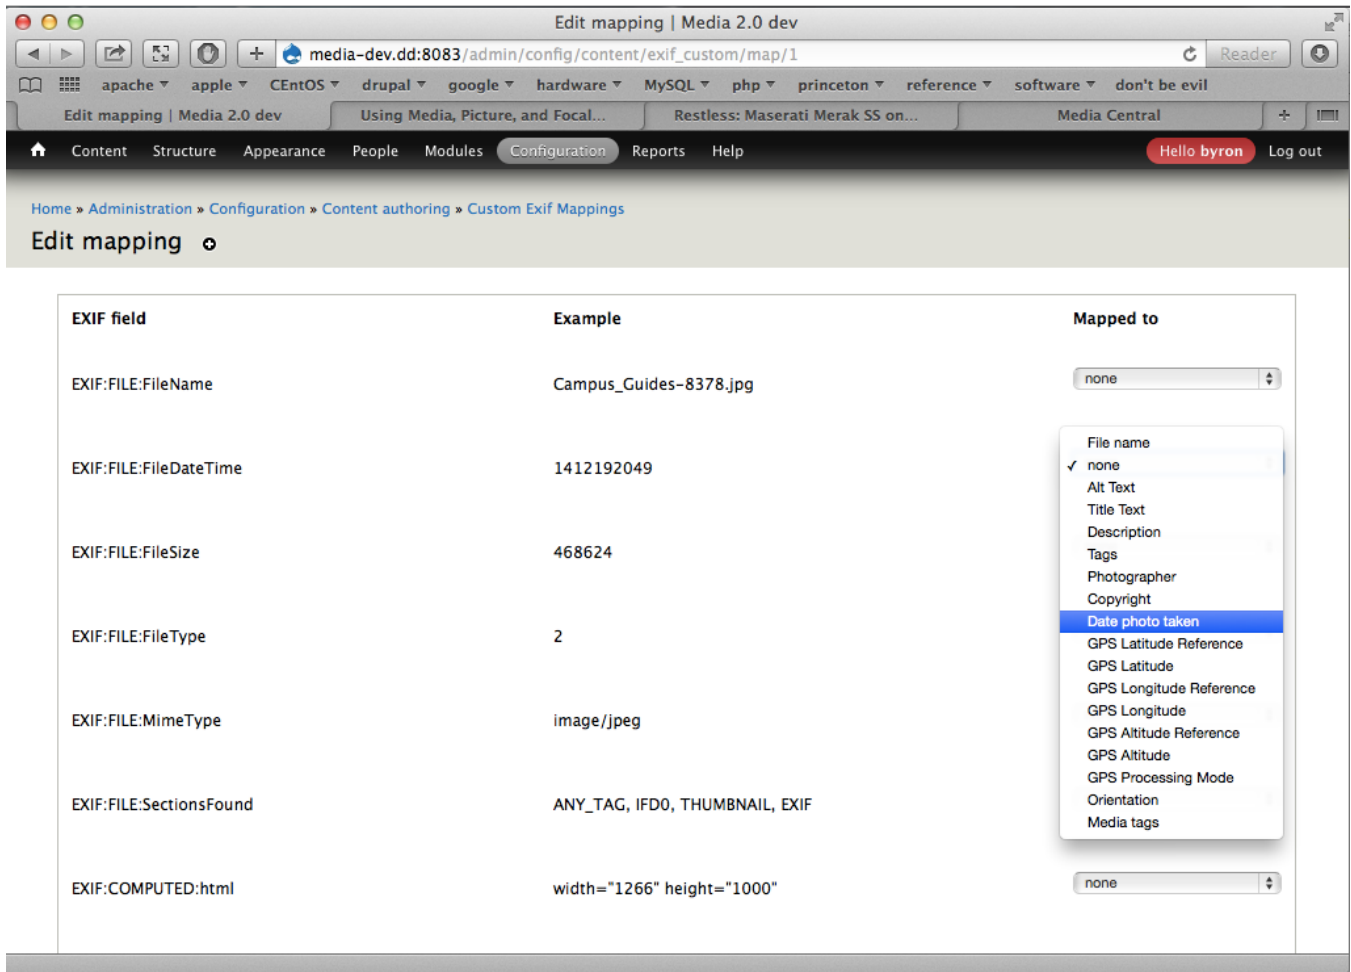 Edit mapping | Media 2.0 dev
media-dev.dd:8083/admin/config/content/exif_custom/map/1 Reader
apache apple CEntOS drupal google hardware MySQL php princeton reference software don't be evil
Edit mapping | Media 2.0 dev Using Media, Picture, and Focal... Restless: Maserati Merak SS on... Media Central
Content Structure Appearance People Modules Configuration Reports Help Hello byron Log out
Home » Administration » Configuration » Content authoring » Custom Exif Mappings
Edit mapping
EXIF field Example Mapped to
EXIF:FILE:FileName Campus_Guides-8378.jpg none
File name
EXIF:FILE:FileDateTime 1412192049 ✓ none
Alt Text
Title Text
Description
EXIF:FILE:FileSize 468624 Tags
Photographer
Copyright
Date photo taken
EXIF:FILE:FileType 2 GPS Latitude Reference
GPS Latitude
GPS Longitude Reference
GPS Longitude
EXIF:FILE:MimeType image/jpeg GPS Altitude Reference
GPS Altitude
GPS Processing Mode
EXIF:FILE:SectionsFound ANY_TAG, IFD0, THUMBNAIL, EXIF Orientation
Media tags
EXIF:COMPUTED:html width="1266" height="1000" none